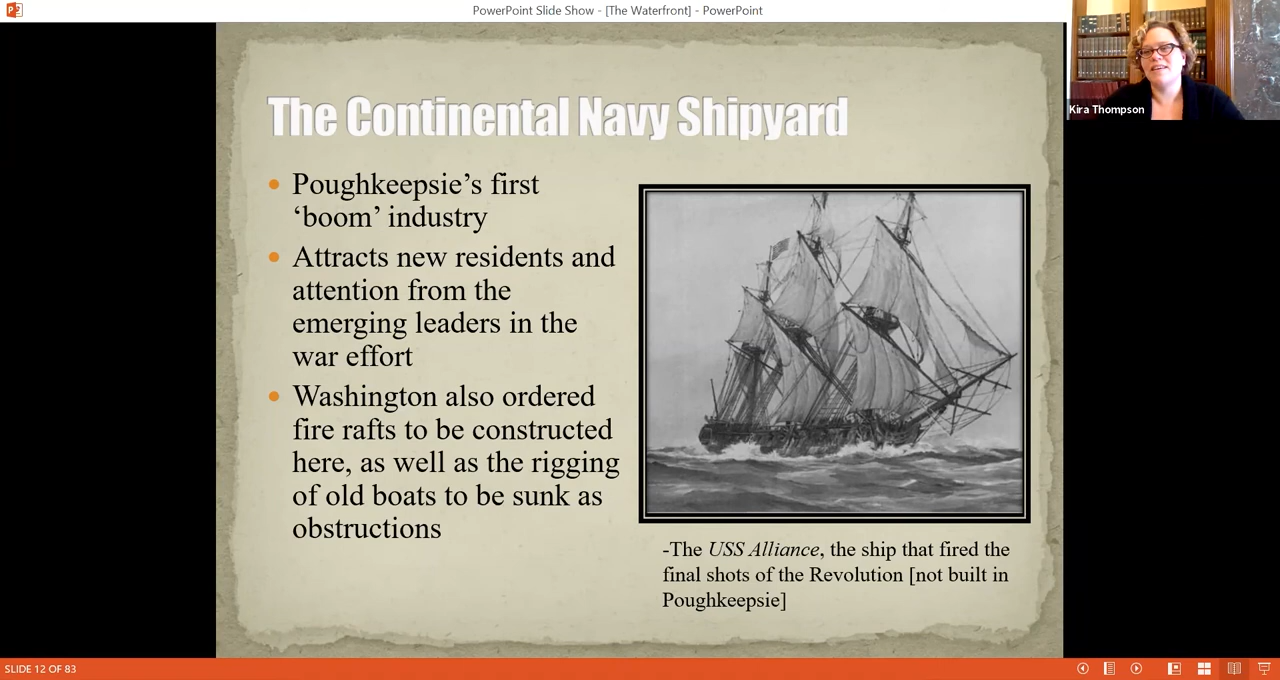 PowerPoint Slide Show - [The Waterfront] - PowerPoint
Kira Thompson
The Continental Navy Shipyard
Poughkeepsie’s first
‘boom’ industry
Attracts new residents and
attention from the
emerging leaders in the
war effort
Washington also ordered
fire rafts to be constructed
here, as well as the rigging
of old boats to be sunk as
obstructions
-The USS Alliance, the ship that fired the
final shots of the Revolution [not built in
Poughkeepsie]
SLIDE 12 OF 83